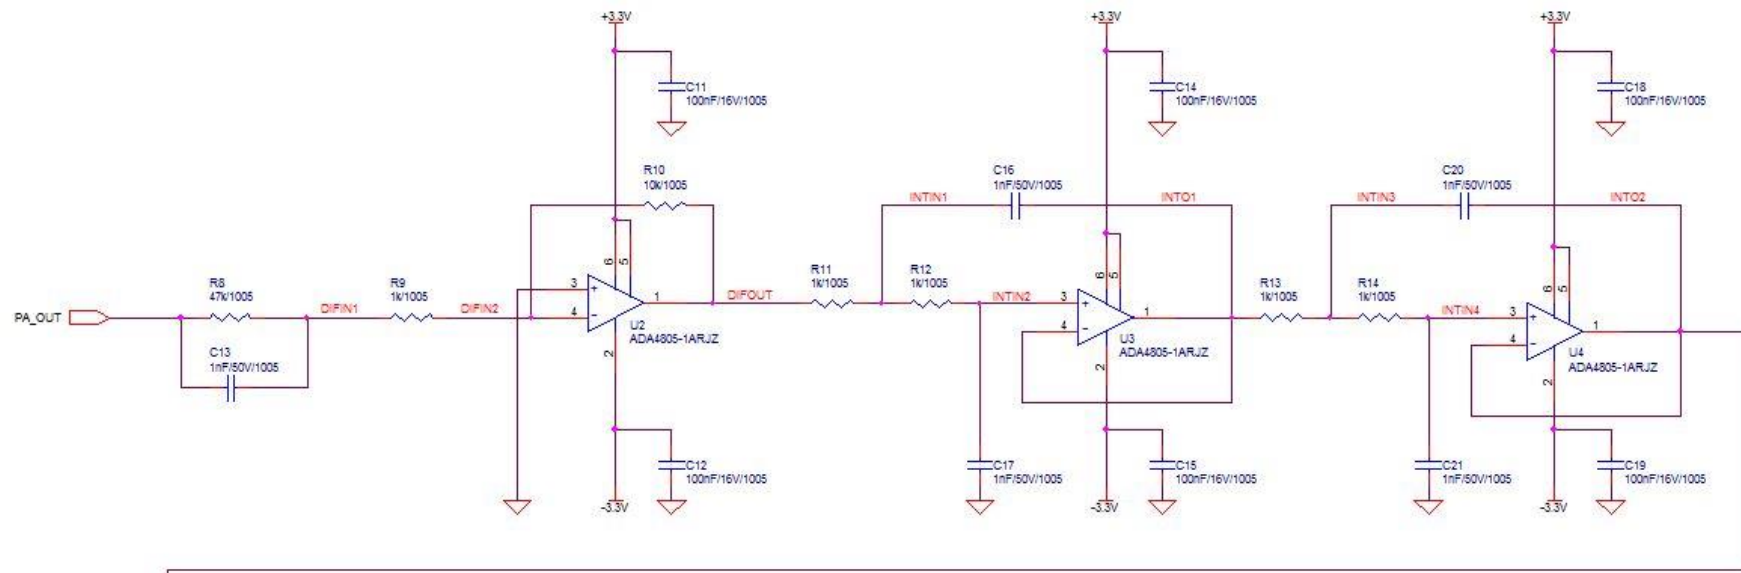 +3.3V
+3.3V
+3.3V
C11
100nF/16V/1005
C14
100nF/16V/1005
C18
100nF/16V/1005
R10
10k/1005
C16
1nF/50V/1005
C20
1nF/50V/1005
INTIN1
INTO1
INTIN3
INTO2
R8
47k/1005
R9
1k/1005
R11
1k/1005
R12
1k/1005
R13
1k/1005
R14
1k/1005
PA_OUT
DIFIN1
DIFIN2
DIFOUT
INTIN2
INTIN4
3
+
4
-
6
5
1
2
U2
ADA4805-1ARJZ
3
+
4
-
6
5
1
2
U3
ADA4805-1ARJZ
3
+
4
-
6
5
1
2
U4
ADA4805-1ARJZ
C13
1nF/50V/1005
C12
100nF/16V/1005
C17
1nF/50V/1005
C15
100nF/16V/1005
C21
1nF/50V/1005
C19
100nF/16V/1005
-3.3V
-3.3V
-3.3V